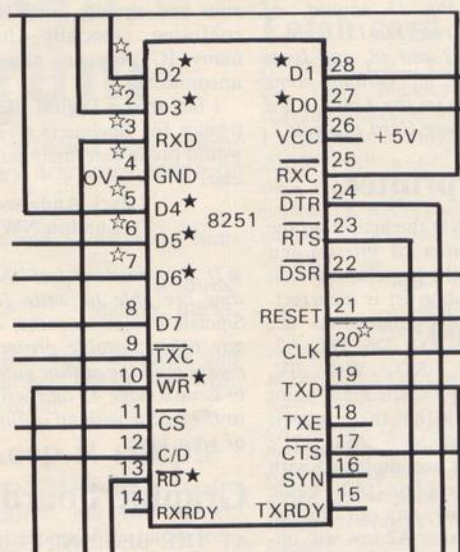 D2★ ★D1 28
☆2 D3★ ★D0 27
☆3 RXD VCC 26 +5V
☆4 0V GND RXC 25
☆5 D4★ DTR 24
☆6 D5★ 8251 RTS 23
☆7 D6★ DSR 22
8 D7 RESET 21
9 TXC CLK 20☆
10 WR★ TXD 19
11 CS TXE 18
12 C/D CTS 17
13 RD★ SYN 16
14 RXRDY TXRDY 15